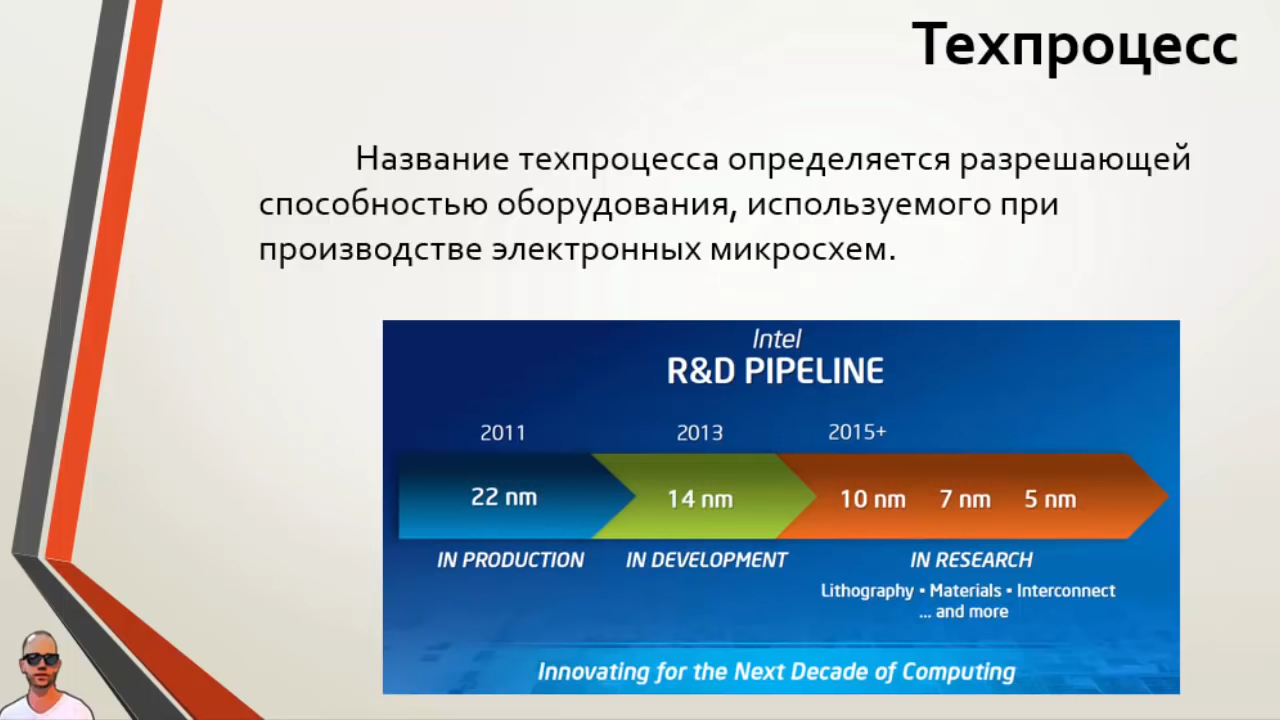 Техпроцесс
Название техпроцесса определяется разрешающей
способностью оборудования, используемого при
производстве электронных микросхем.
Intel
R&D PIPELINE
2011 2013 2015+
22 nm 14 nm 10 nm 7 nm 5 nm
IN PRODUCTION IN DEVELOPMENT IN RESEARCH
Lithography ▪ Materials ▪ Interconnect
... and more
Innovating for the Next Decade of Computing